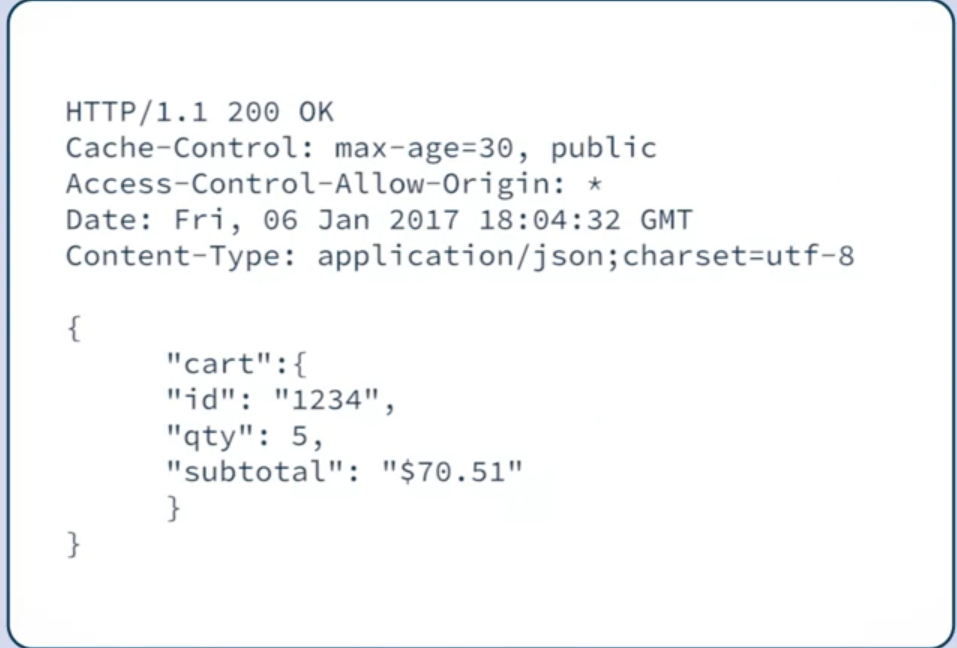 HTTP/1.1 200 OK
Cache-Control: max-age=30, public
Access-Control-Allow-Origin: *
Date: Fri, 06 Jan 2017 18:04:32 GMT
Content-Type: application/json;charset=utf-8
{
"cart":{
"id": "1234",
"qty": 5,
"subtotal": "$70.51"
}
}